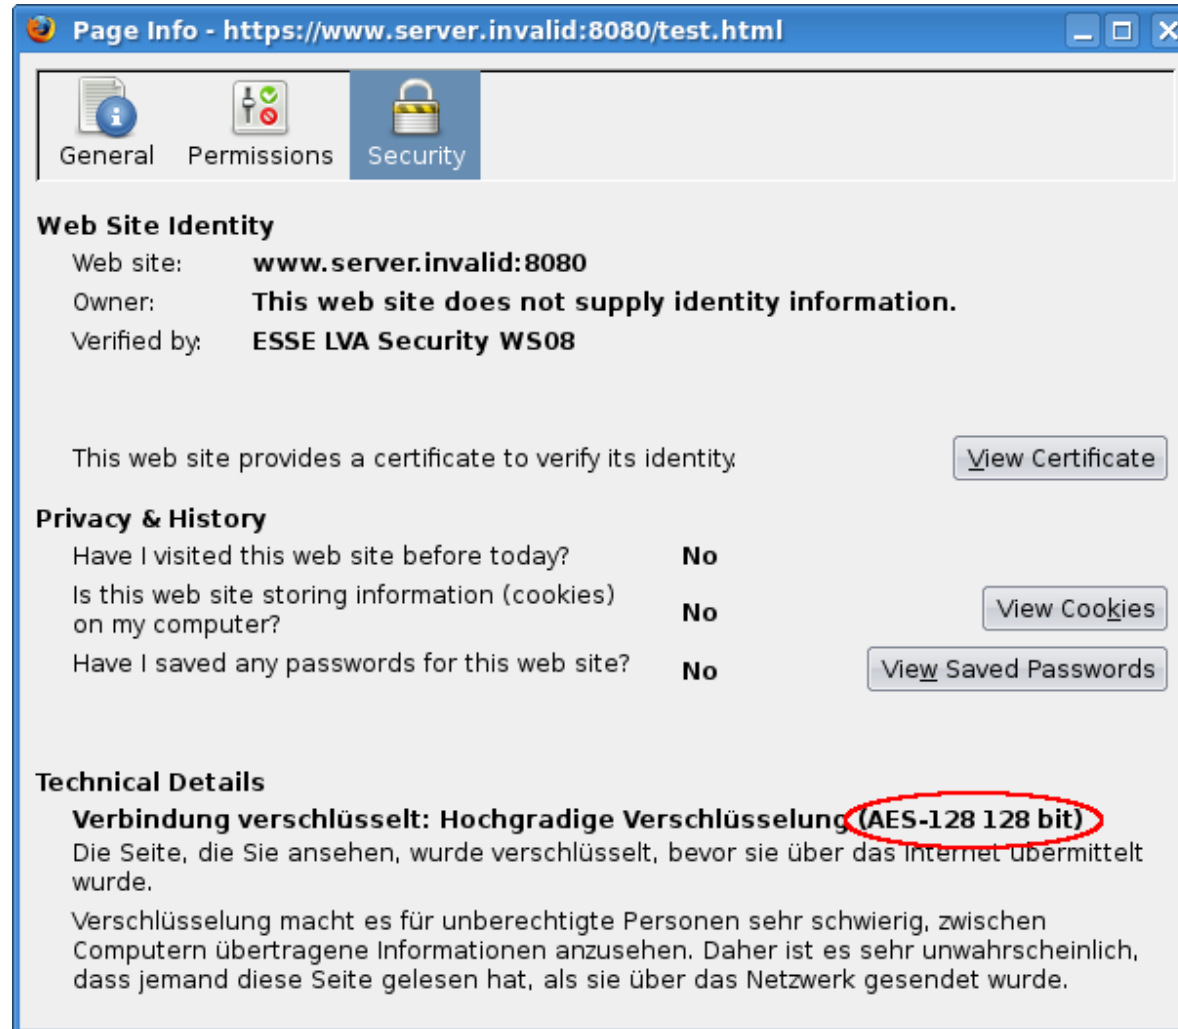 Page Info - https://www.server.invalid:8080/test.html
General Permissions Security
Web Site Identity
Web site: www.server.invalid:8080
Owner: This web site does not supply identity information.
Verified by: ESSE LVA Security WS08
This web site provides a certificate to verify its identity.
View Certificate
Privacy & History
Have I visited this web site before today? No
Is this web site storing information (cookies)
on my computer? No
View Cookies
Have I saved any passwords for this web site? No
View Saved Passwords
Technical Details
Verbindung verschlüsselt: Hochgradige Verschlüsselung (AES-128 128 bit)
Die Seite, die Sie ansehen, wurde verschlüsselt, bevor sie über das Internet übermittelt
wurde.
Verschlüsselung macht es für unberechtigte Personen sehr schwierig, zwischen
Computern übertragene Informationen anzusehen. Daher ist es sehr unwahrscheinlich,
dass jemand diese Seite gelesen hat, als sie über das Netzwerk gesendet wurde.